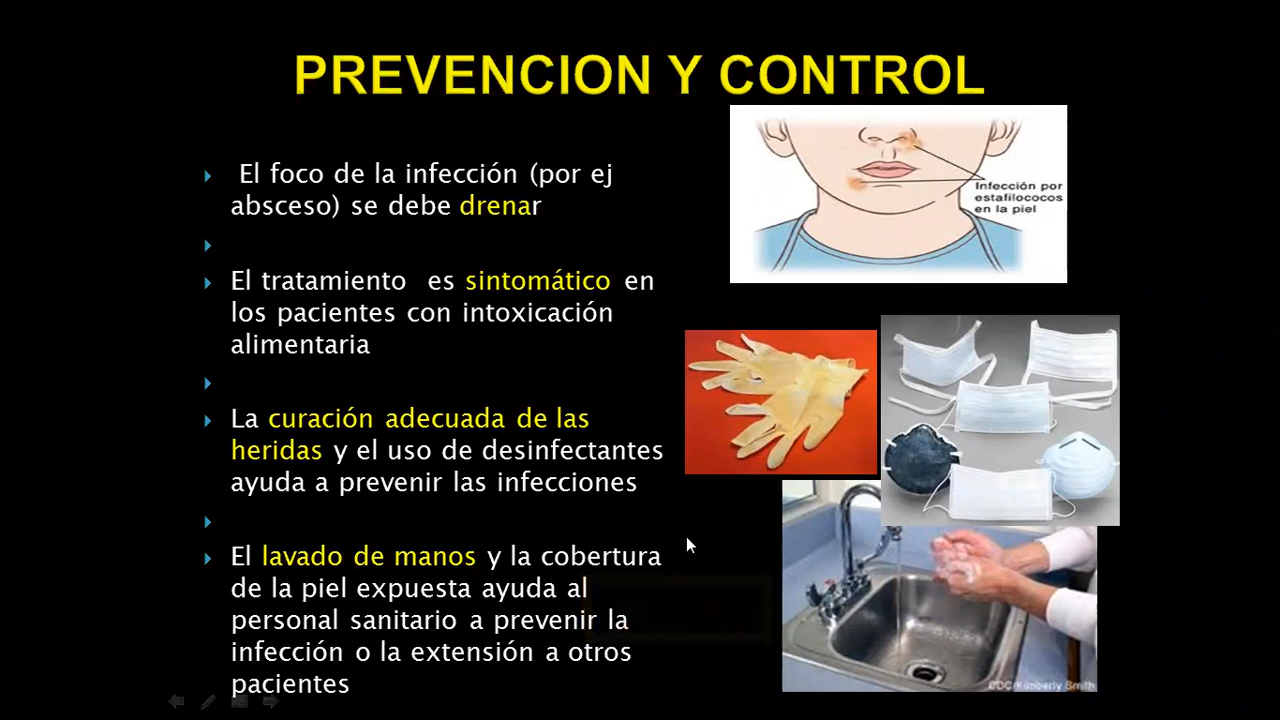 PREVENCION Y CONTROL
El foco de la infección (por ej
absceso) se debe drenar
El tratamiento es sintomático en
los pacientes con intoxicación
alimentaria
La curación adecuada de las
heridas y el uso de desinfectantes
ayuda a prevenir las infecciones
El lavado de manos y la cobertura
de la piel expuesta ayuda al
personal sanitario a prevenir la
infección o la extensión a otros
pacientes
Infección por
estafilococos
en la piel
CDC/Kimberly Smith